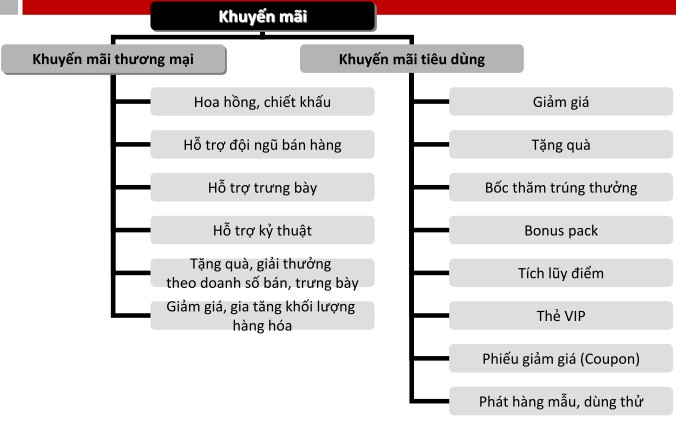 Khuyến mãi
Khuyến mãi thương mại
Hoa hồng, chiết khấu
Hỗ trợ đội ngũ bán hàng
Hỗ trợ trưng bày
Hỗ trợ kỷ thuật
Tặng quà, giải thưởng
theo doanh số bán, trưng bày
Giảm giá, gia tăng khối lượng
hàng hóa
Khuyến mãi tiêu dùng
Giảm giá
Tặng quà
Bốc thăm trúng thưởng
Bonus pack
Tích lũy điểm
Thẻ VIP
Phiếu giảm giá (Coupon)
Phát hàng mẫu, dùng thử